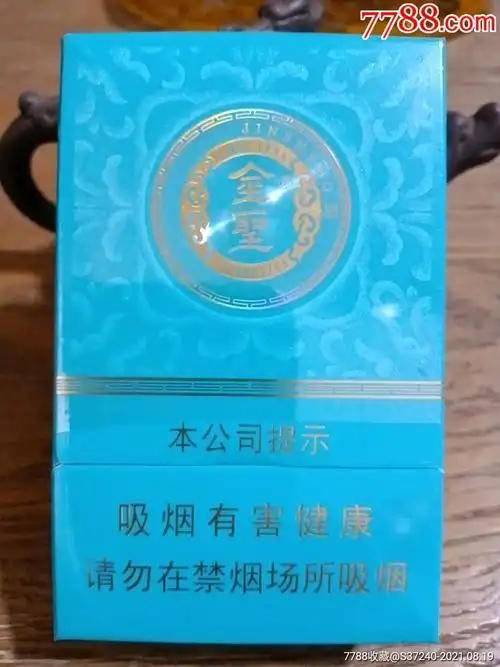 7788.com
JINSHENG
金圣
本公司提示
吸烟有害健康
请勿在禁烟场所吸烟
7788收藏@S37240-2021.08.19